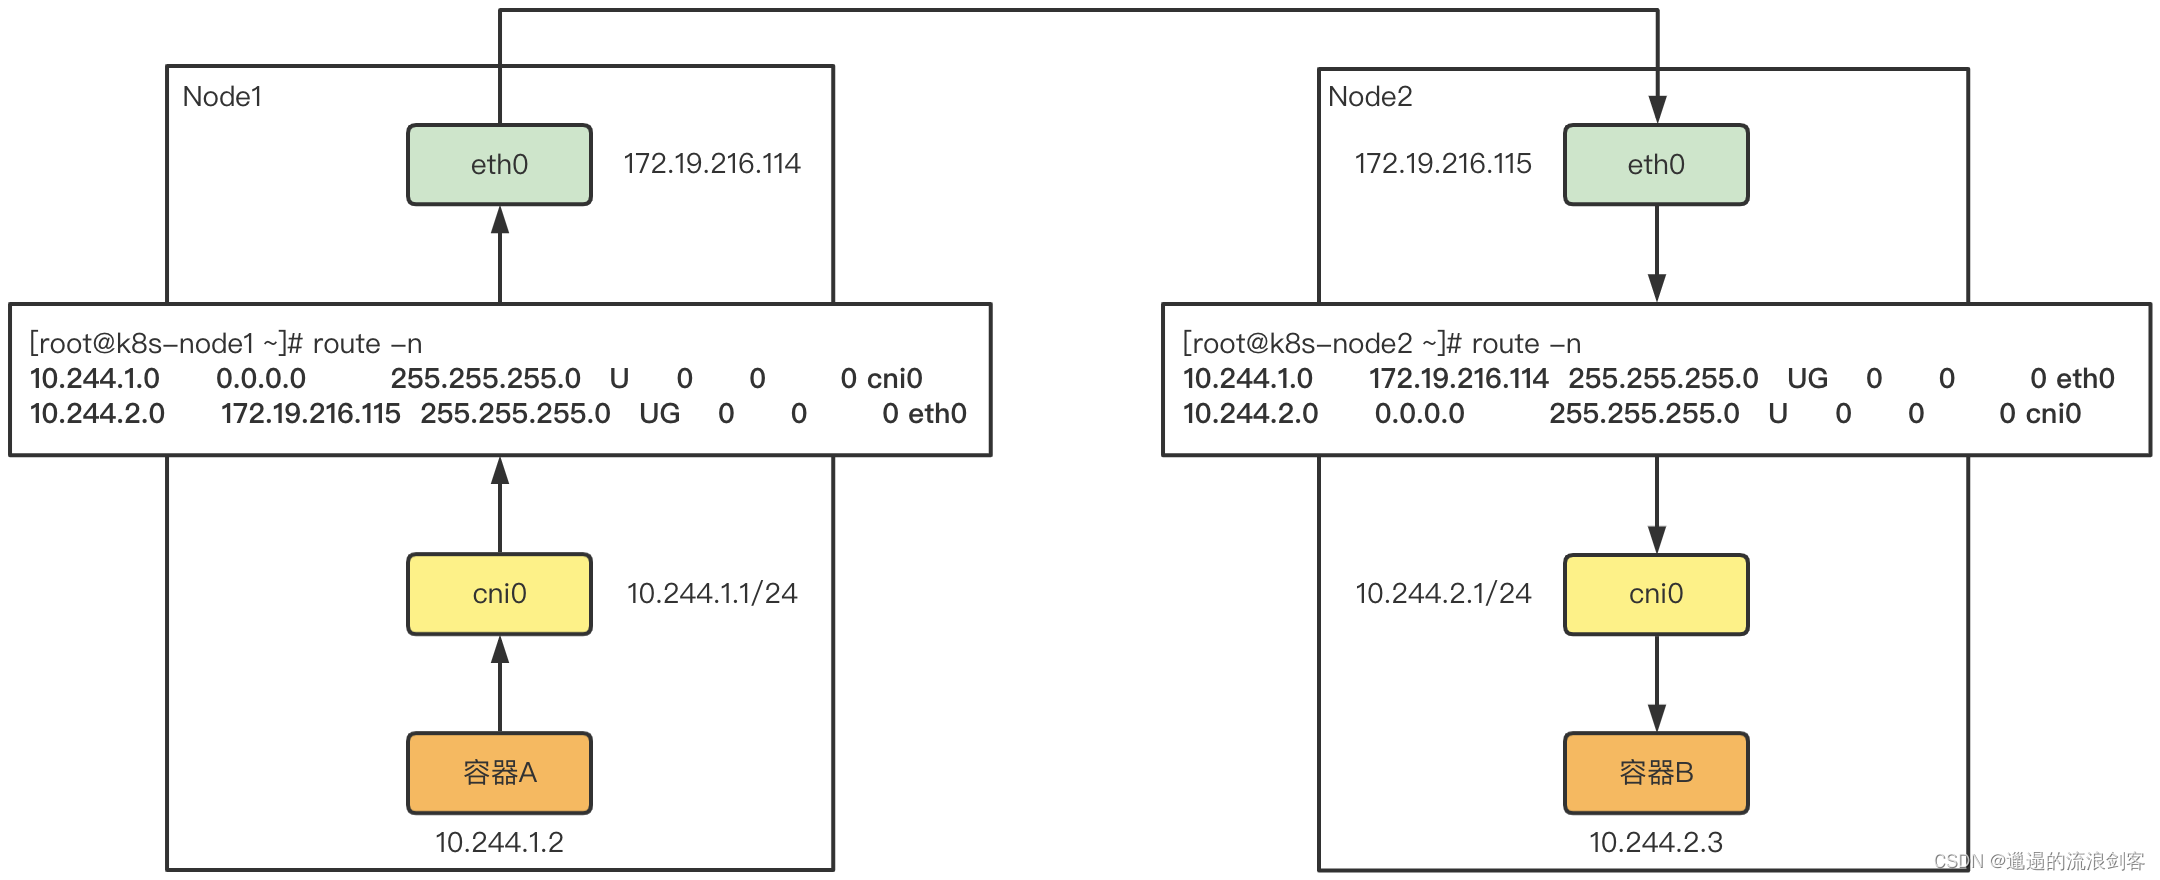 Node1
eth0
172.19.216.114
[root@k8s-node1 ~]# route -n
10.244.1.0 0.0.0.0 255.255.255.0 U 0 0 0 cni0
10.244.2.0 172.19.216.115 255.255.255.0 UG 0 0 0 eth0
cni0
10.244.1.1/24
容器A
10.244.1.2
Node2
172.19.216.115
eth0
[root@k8s-node2 ~]# route -n
10.244.1.0 172.19.216.114 255.255.255.0 UG 0 0 0 eth0
10.244.2.0 0.0.0.0 255.255.255.0 U 0 0 0 cni0
10.244.2.1/24
cni0
容器B
10.244.2.3
CSDN @邋遢的流浪剑客